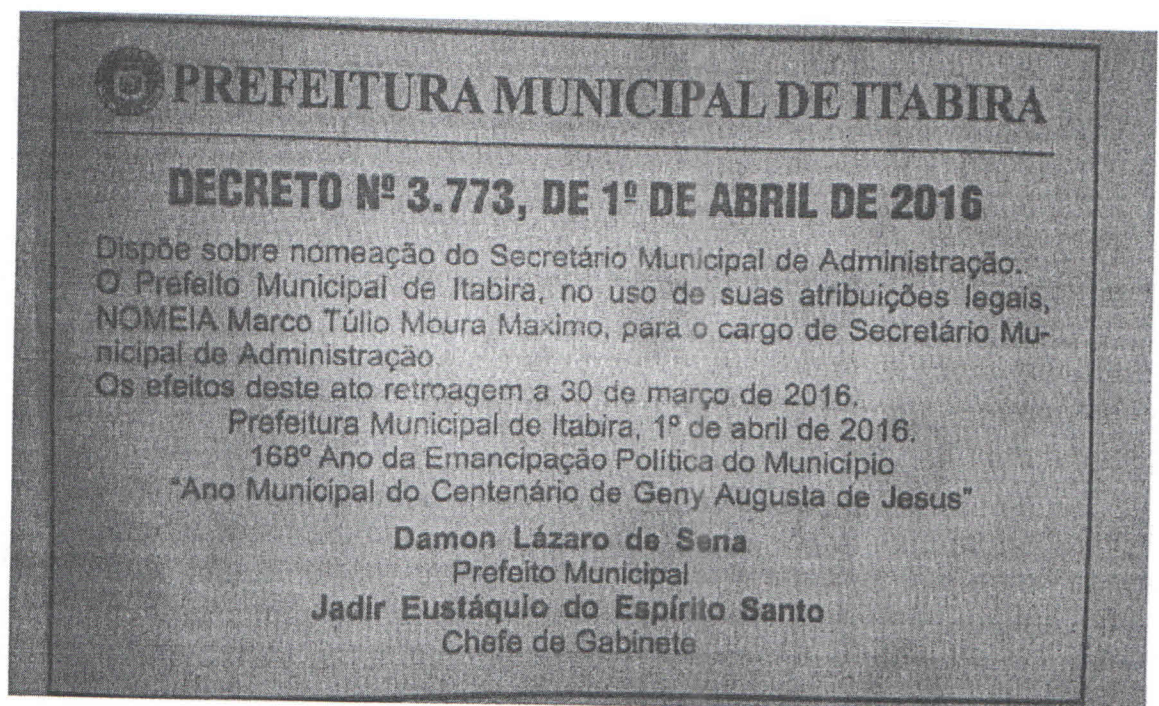 PREFEITURA MUNICIPAL DE ITABIRA
DECRETO Nº 3.773, DE 1º DE ABRIL DE 2016
Dispõe sobre nomeação do Secretário Municipal de Administração.
O Prefeito Municipal de Itabira, no uso de suas atribuições legais,
NOMEIA Marco Túlio Moura Maximo, para o cargo de Secretário Mu-
nicipal de Administração.
Os efeitos deste ato retroagem a 30 de março de 2016.
Prefeitura Municipal de Itabira, 1º de abril de 2016.
168º Ano da Emancipação Política do Município
"Ano Municipal do Centenário de Geny Augusta de Jesus"
Damon Lázaro de Sena
Prefeito Municipal
Jadir Eustáquio do Espírito Santo
Chefe de Gabinete